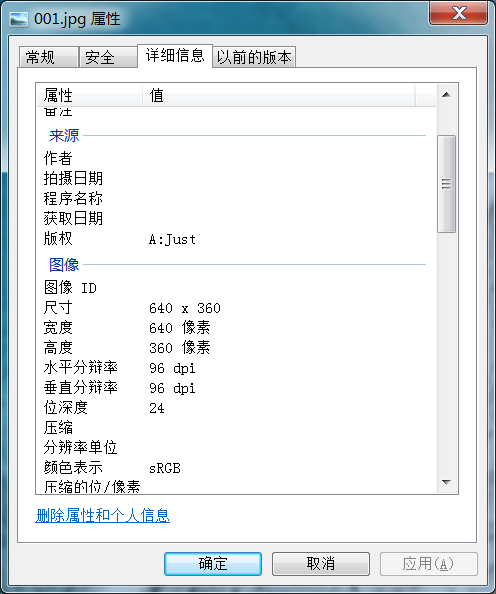 001.jpg 属性
常规 安全 详细信息 以前的版本
属性 值
备注
来源
作者
拍摄日期
程序名称
获取日期
版权 A:Just
图像
图像 ID
尺寸 640 x 360
宽度 640 像素
高度 360 像素
水平分辩率 96 dpi
垂直分辩率 96 dpi
位深度 24
压缩
分辨率单位
颜色表示 sRGB
压缩的位/像素
删除属性和个人信息
确定 取消 应用(A)